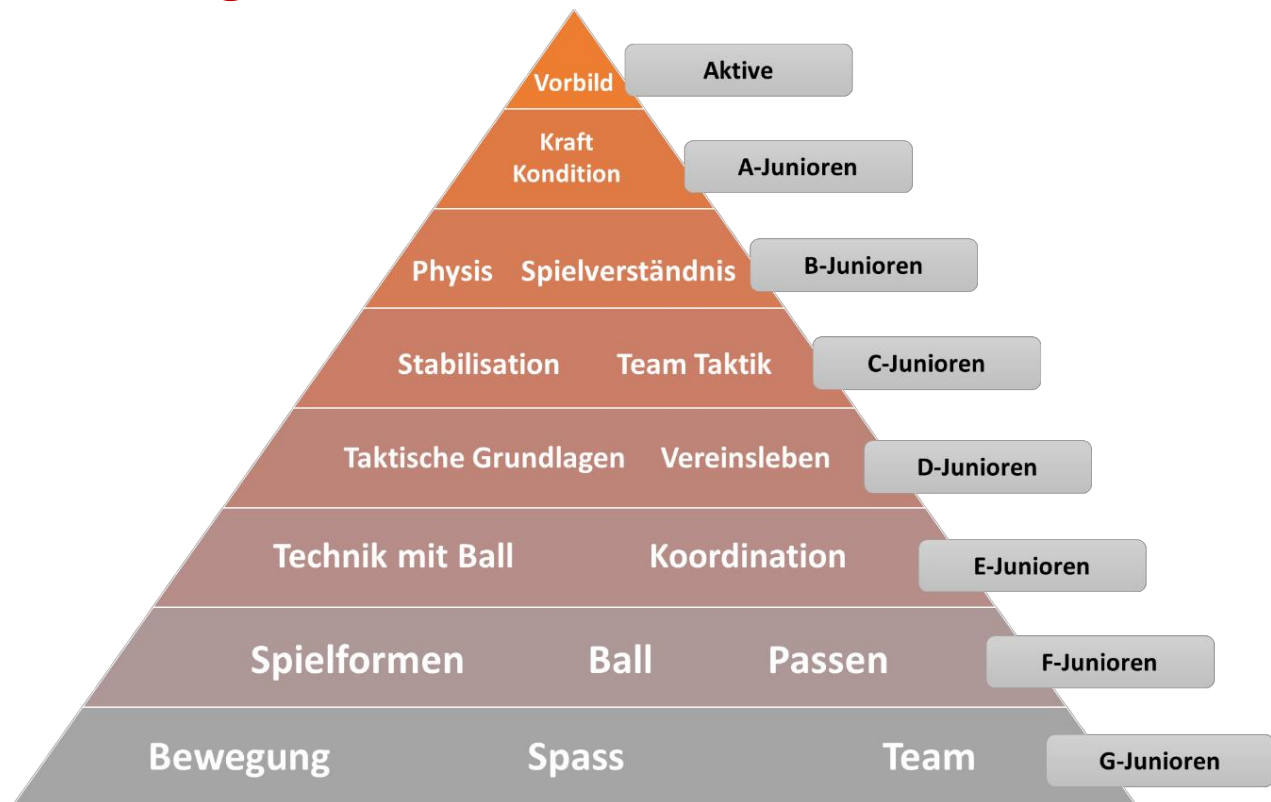 Vorbild
Aktive
Kraft
Kondition
A-Junioren
Physis Spielverständnis
B-Junioren
Stabilisation Team Taktik
C-Junioren
Taktische Grundlagen Vereinsleben
D-Junioren
Technik mit Ball Koordination
E-Junioren
Spielformen Ball Passen
F-Junioren
Bewegung Spass Team
G-Junioren